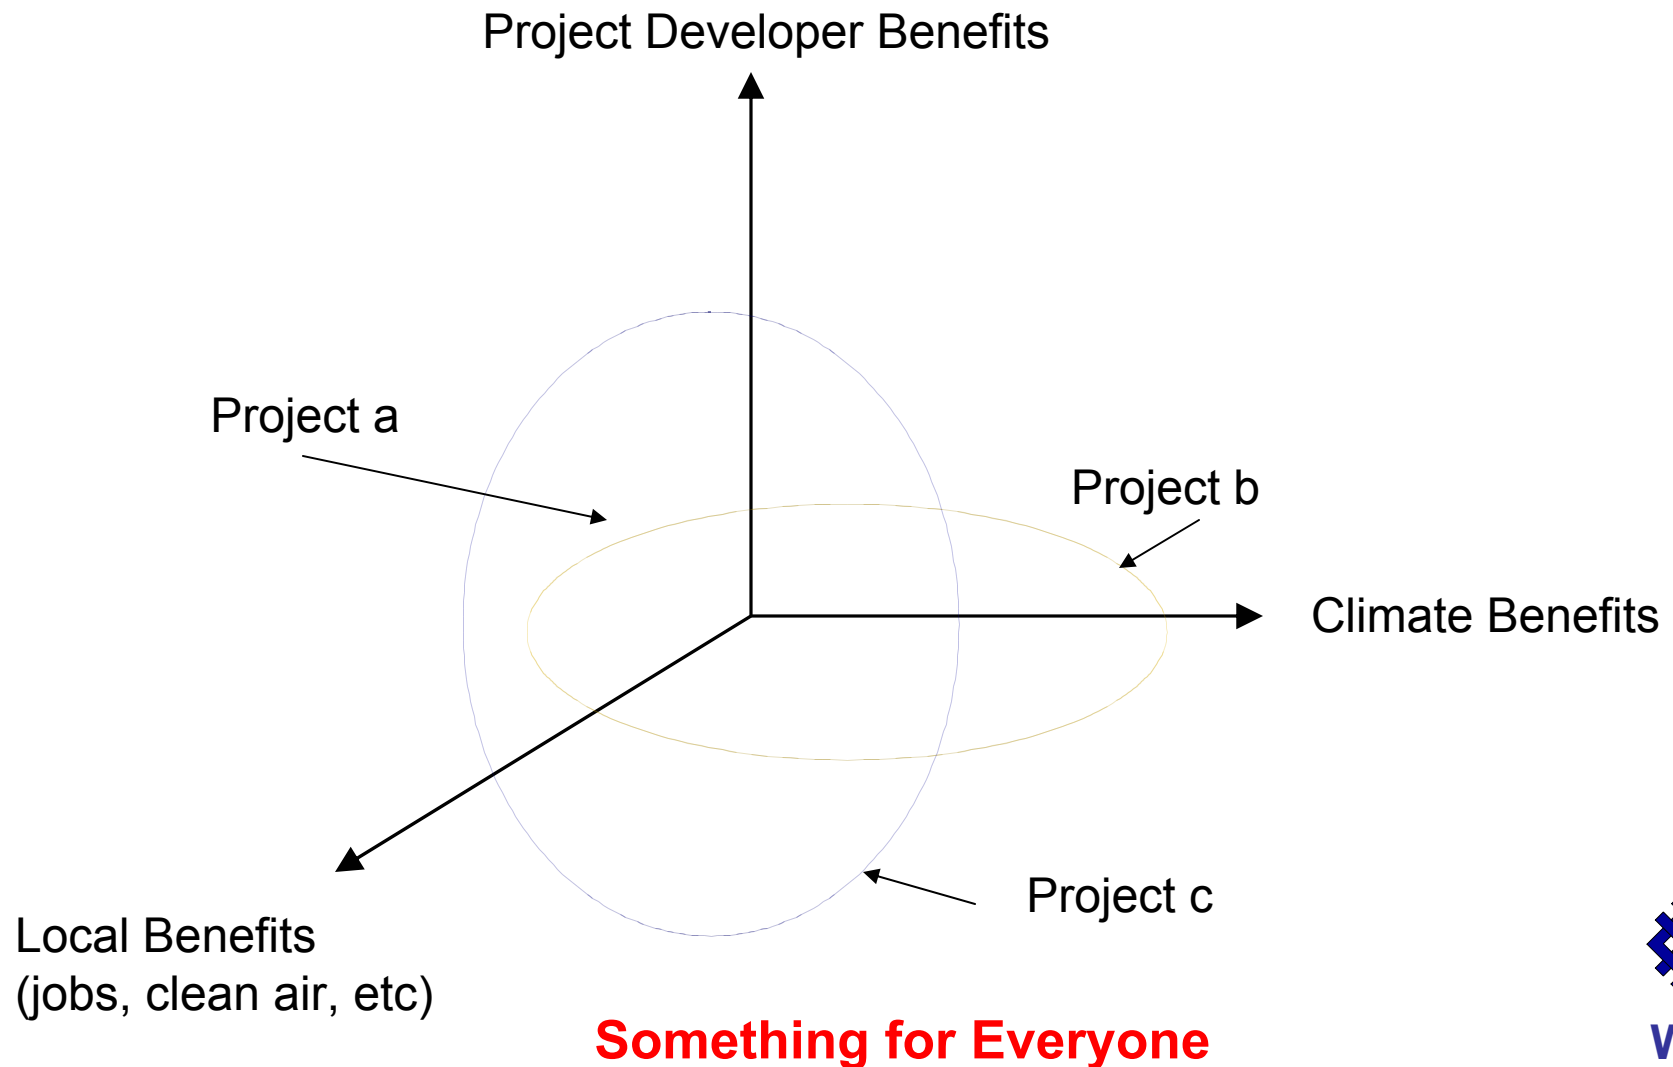 Project Developer Benefits
Project a
Project b
Climate Benefits
Project c
Local Benefits
(jobs, clean air, etc)
Something for Everyone